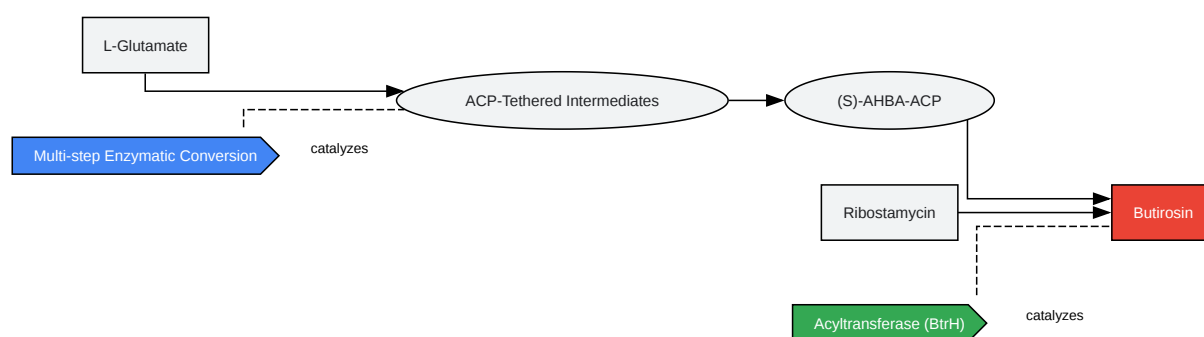 L-Glutamate
ACP-Tethered Intermediates
(S)-AHBA-ACP
Multi-step Enzymatic Conversion
catalyzes
Ribostamycin
Butirosin
Acyltransferase (BtrH)
catalyzes